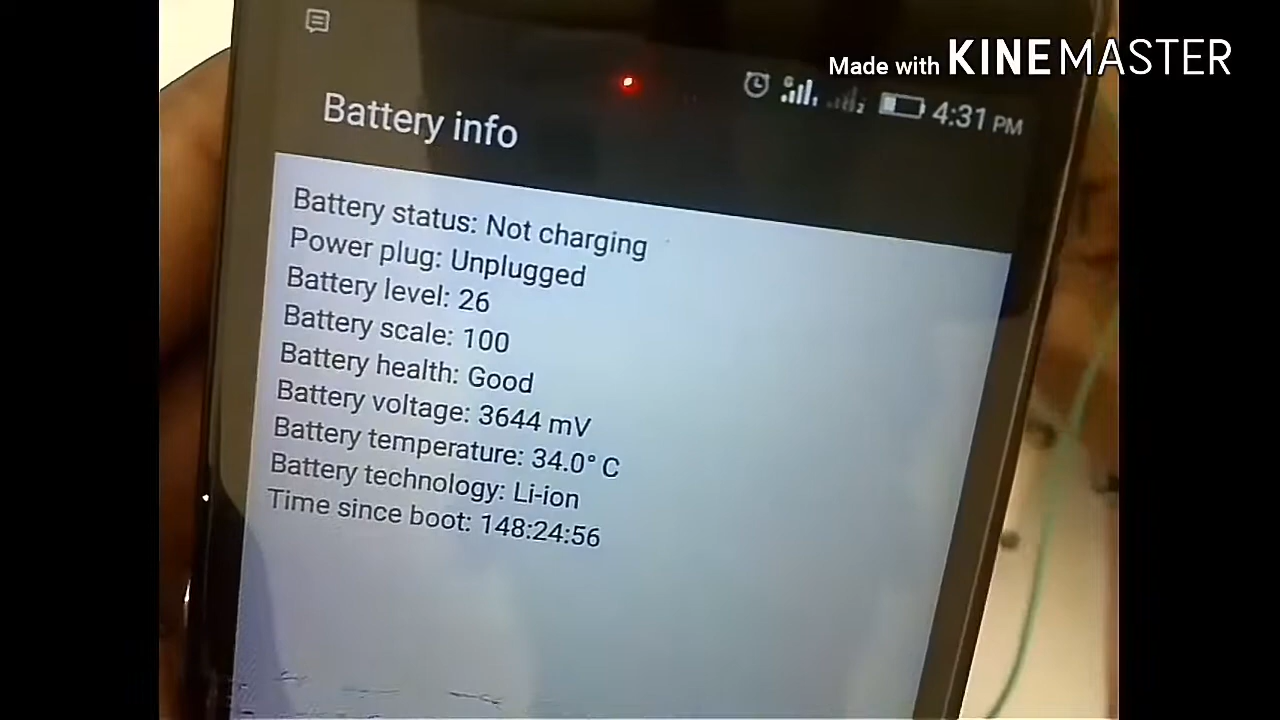 Made with KINEMASTER
G
2
4:31 PM
Battery info
Battery status: Not charging
Power plug: Unplugged
Battery level: 26
Battery scale: 100
Battery health: Good
Battery voltage: 3644 mV
Battery temperature: 34.0° C
Battery technology: Li-ion
Time since boot: 148:24:56